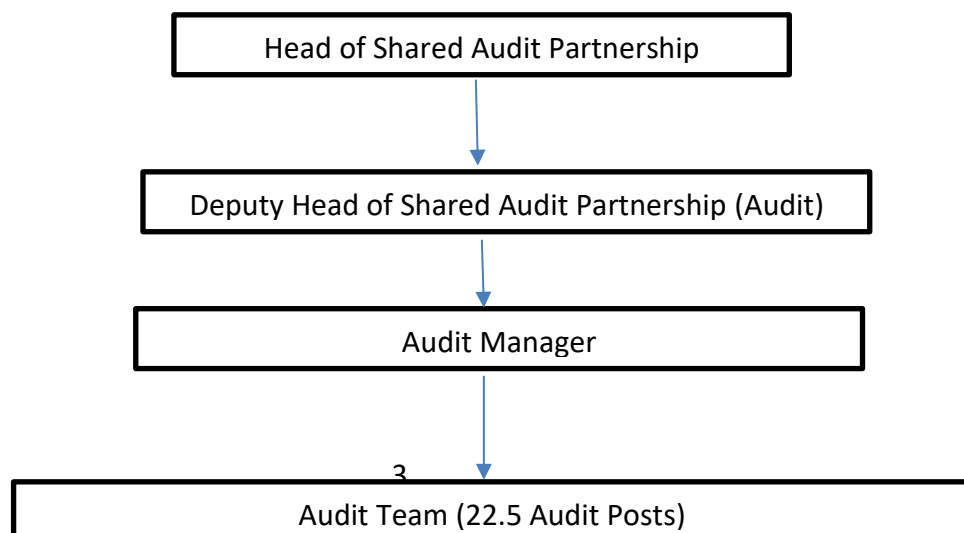 Head of Shared Audit Partnership
Deputy Head of Shared Audit Partnership (Audit)
Audit Manager
3
Audit Team (22.5 Audit Posts)